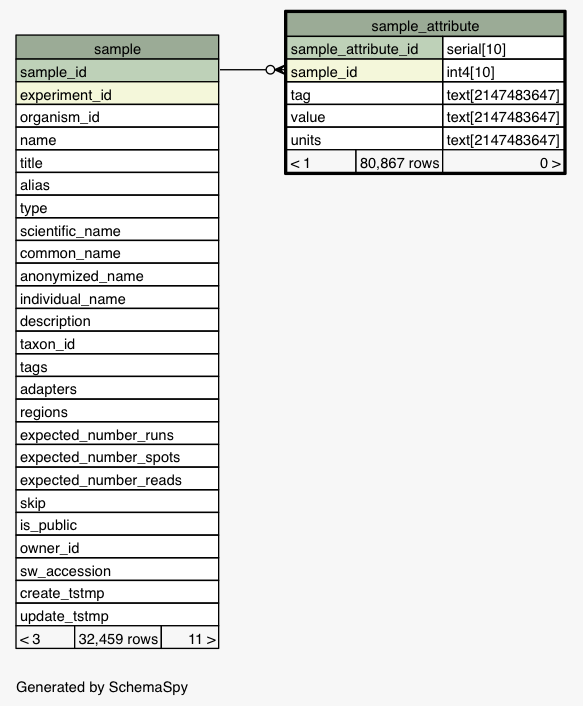 sample
sample_id
experiment_id
organism_id
name
title
alias
type
scientific_name
common_name
anonymized_name
individual_name
description
taxon_id
tags
adapters
regions
expected_number_runs
expected_number_spots
expected_number_reads
skip
is_public
owner_id
sw_accession
create_tstmp
update_tstmp
< 3 32,459 rows 11 >
sample_attribute
sample_attribute_id serial[10]
sample_id int4[10]
tag text[2147483647]
value text[2147483647]
units text[2147483647]
< 1 80,867 rows 0 >
Generated by SchemaSpy